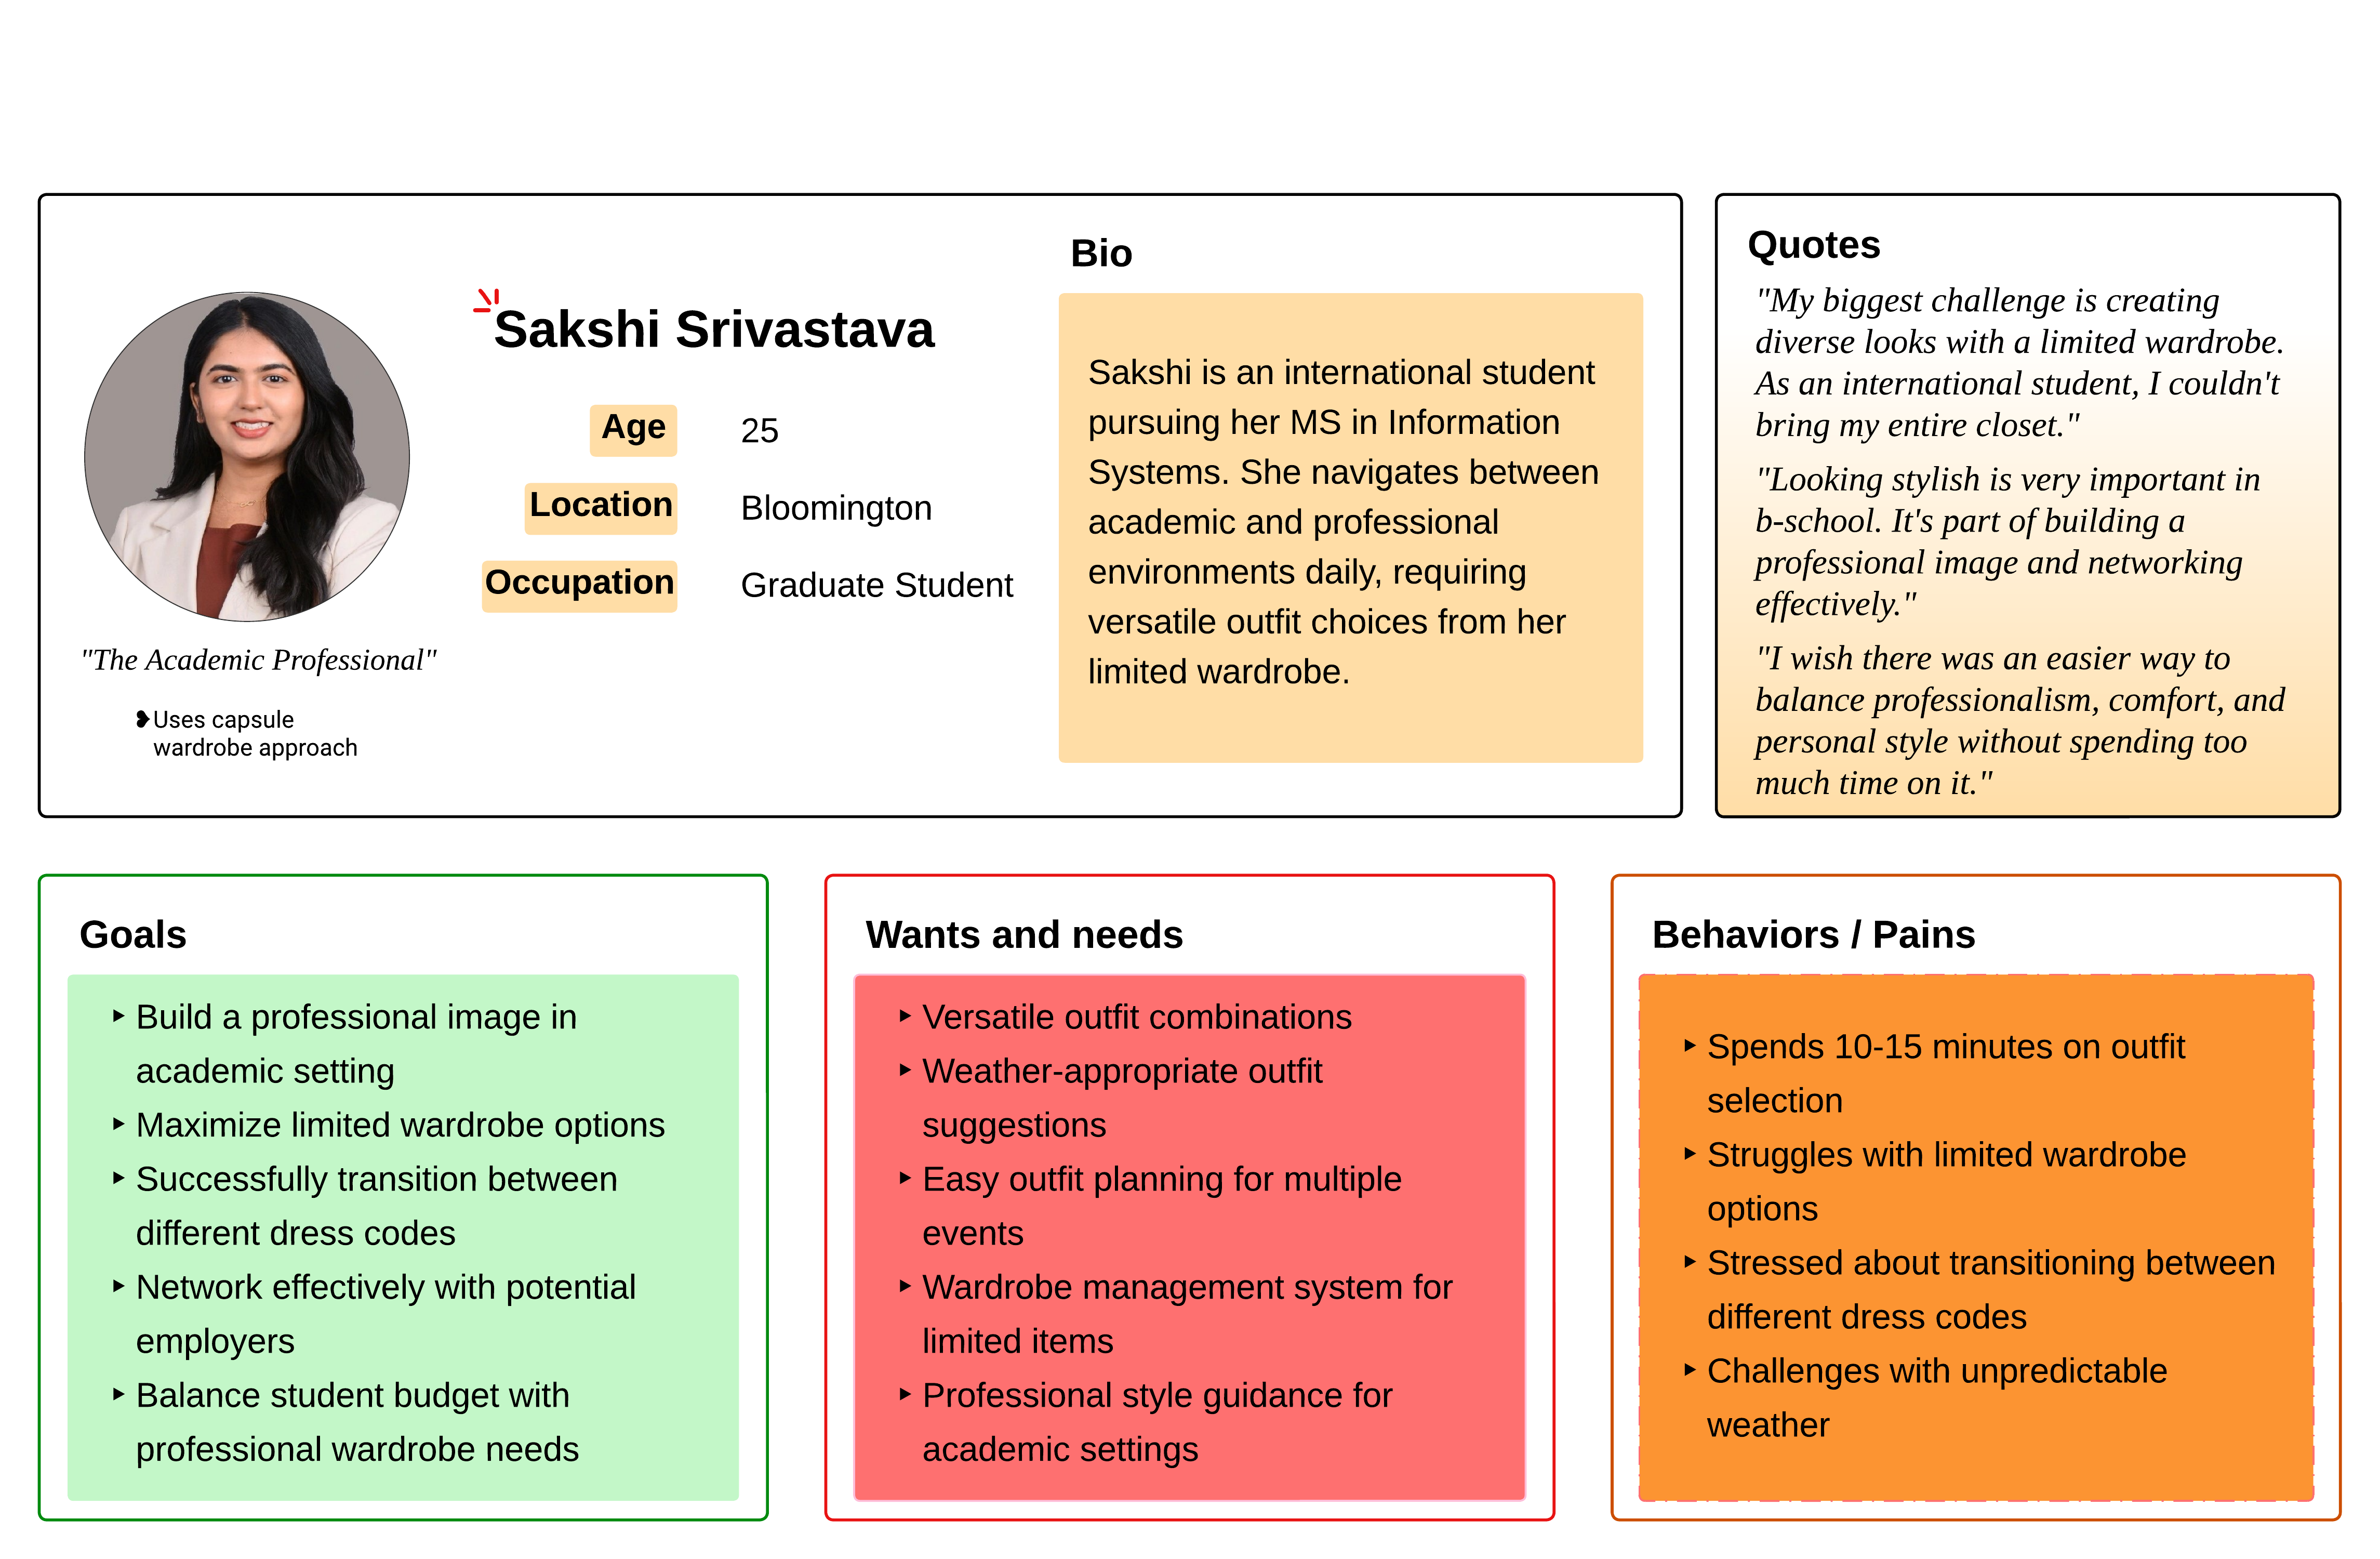 Sakshi Srivastava
Age
25
Location
Bloomington
Occupation
Graduate Student
"The Academic Professional"
❥Uses capsule
wardrobe approach
Bio
Sakshi is an international student
pursuing her MS in Information
Systems. She navigates between
academic and professional
environments daily, requiring
versatile outfit choices from her
limited wardrobe.
Quotes
"My biggest challenge is creating
diverse looks with a limited wardrobe.
As an international student, I couldn't
bring my entire closet."
"Looking stylish is very important in
b-school. It's part of building a
professional image and networking
effectively."
"I wish there was an easier way to
balance professionalism, comfort, and
personal style without spending too
much time on it."
Goals
‣ Build a professional image in
academic setting
‣ Maximize limited wardrobe options
‣ Successfully transition between
different dress codes
‣ Network effectively with potential
employers
‣ Balance student budget with
professional wardrobe needs
Wants and needs
‣ Versatile outfit combinations
‣ Weather-appropriate outfit
suggestions
‣ Easy outfit planning for multiple
events
‣ Wardrobe management system for
limited items
‣ Professional style guidance for
academic settings
Behaviors / Pains
‣ Spends 10-15 minutes on outfit
selection
‣ Struggles with limited wardrobe
options
‣ Stressed about transitioning between
different dress codes
‣ Challenges with unpredictable
weather